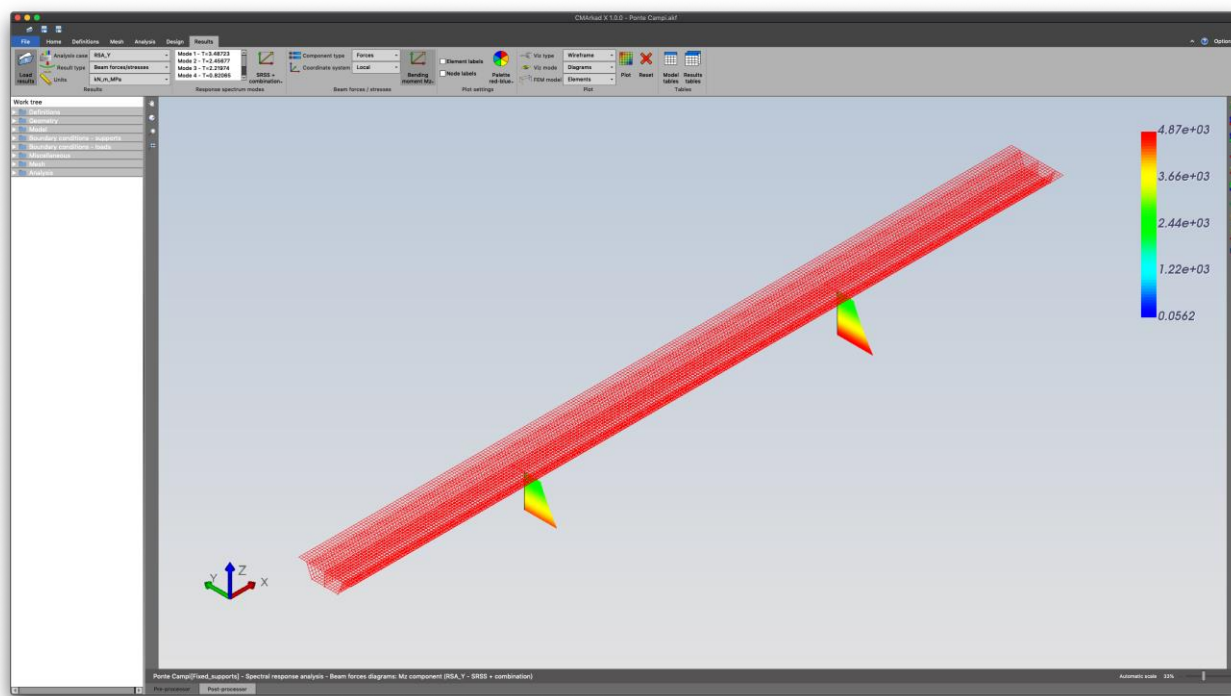 CMArkad X 1.0.0 - Ponte Campi.akf
File Home Definitions Mesh Analysis Design Results
Options
Load results
Analysis case RSA_Y
Result type Beam forces/stresses
Units kN_m_MPa
Results
Mode 1 - T=3.48723
Mode 2 - T=2.45877
Mode 3 - T=2.21974
Mode 4 - T=0.82065
SRSS + combination
Response spectrum modes
Component type Forces
Coordinate system Local
Bending moment Mz
Beam forces / stresses
Element labels
Node labels
Palette red-blue
Plot settings
Viz type Wireframe
Viz mode Diagrams
FEM model Elements
Plot Reset
Plot
Model tables
Results tables
Tables
Work tree
Definitions
Geometry
Model
Boundary conditions - supports
Boundary conditions - loads
Miscellaneous
Mesh
Analysis
4.87e+03
3.66e+03
2.44e+03
1.22e+03
0.0562
Z
Y
X
Ponte Campi[Fixed_supports] - Spectral response analysis - Beam forces diagrams: Mz component (RSA_Y - SRSS + combination)
Automatic scale 33%
Pre-processor Post-processor